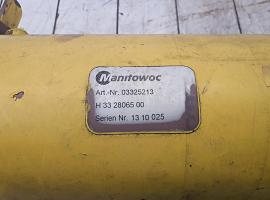 Manitowoc
Art.-Nr. 03325213
H 33 28065 00
Serien Nr. 13 10 025